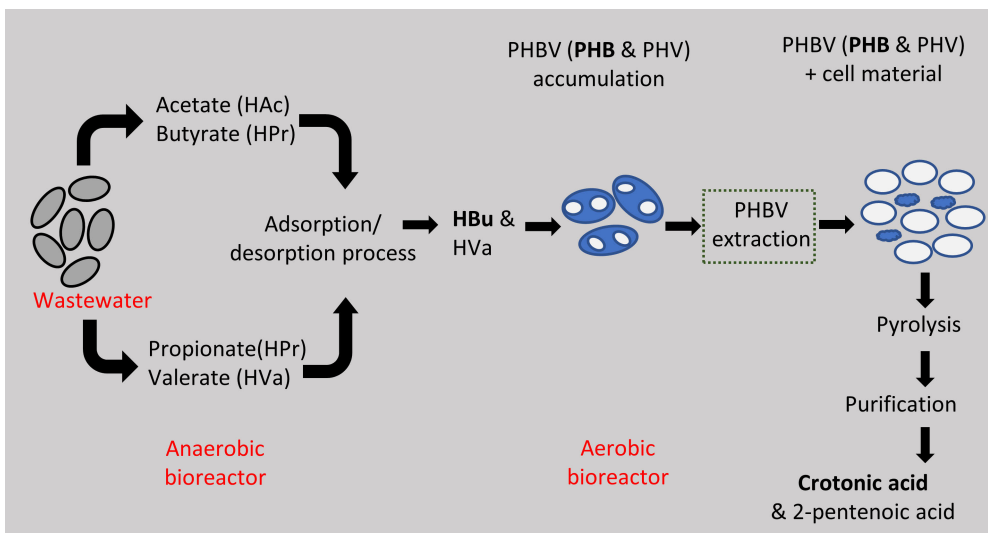 PHBV (PHB & PHV)
accumulation
PHBV (PHB & PHV)
+ cell material
Acetate (HAc)
Butyrate (HPr)
Adsorption/
desorption process
HBu &
HVa
PHBV
extraction
Wastewater
Propionate(HPr)
Valerate (HVa)
Pyrolysis
Purification
Anaerobic
bioreactor
Aerobic
bioreactor
Crotonic acid
& 2-pentenoic acid